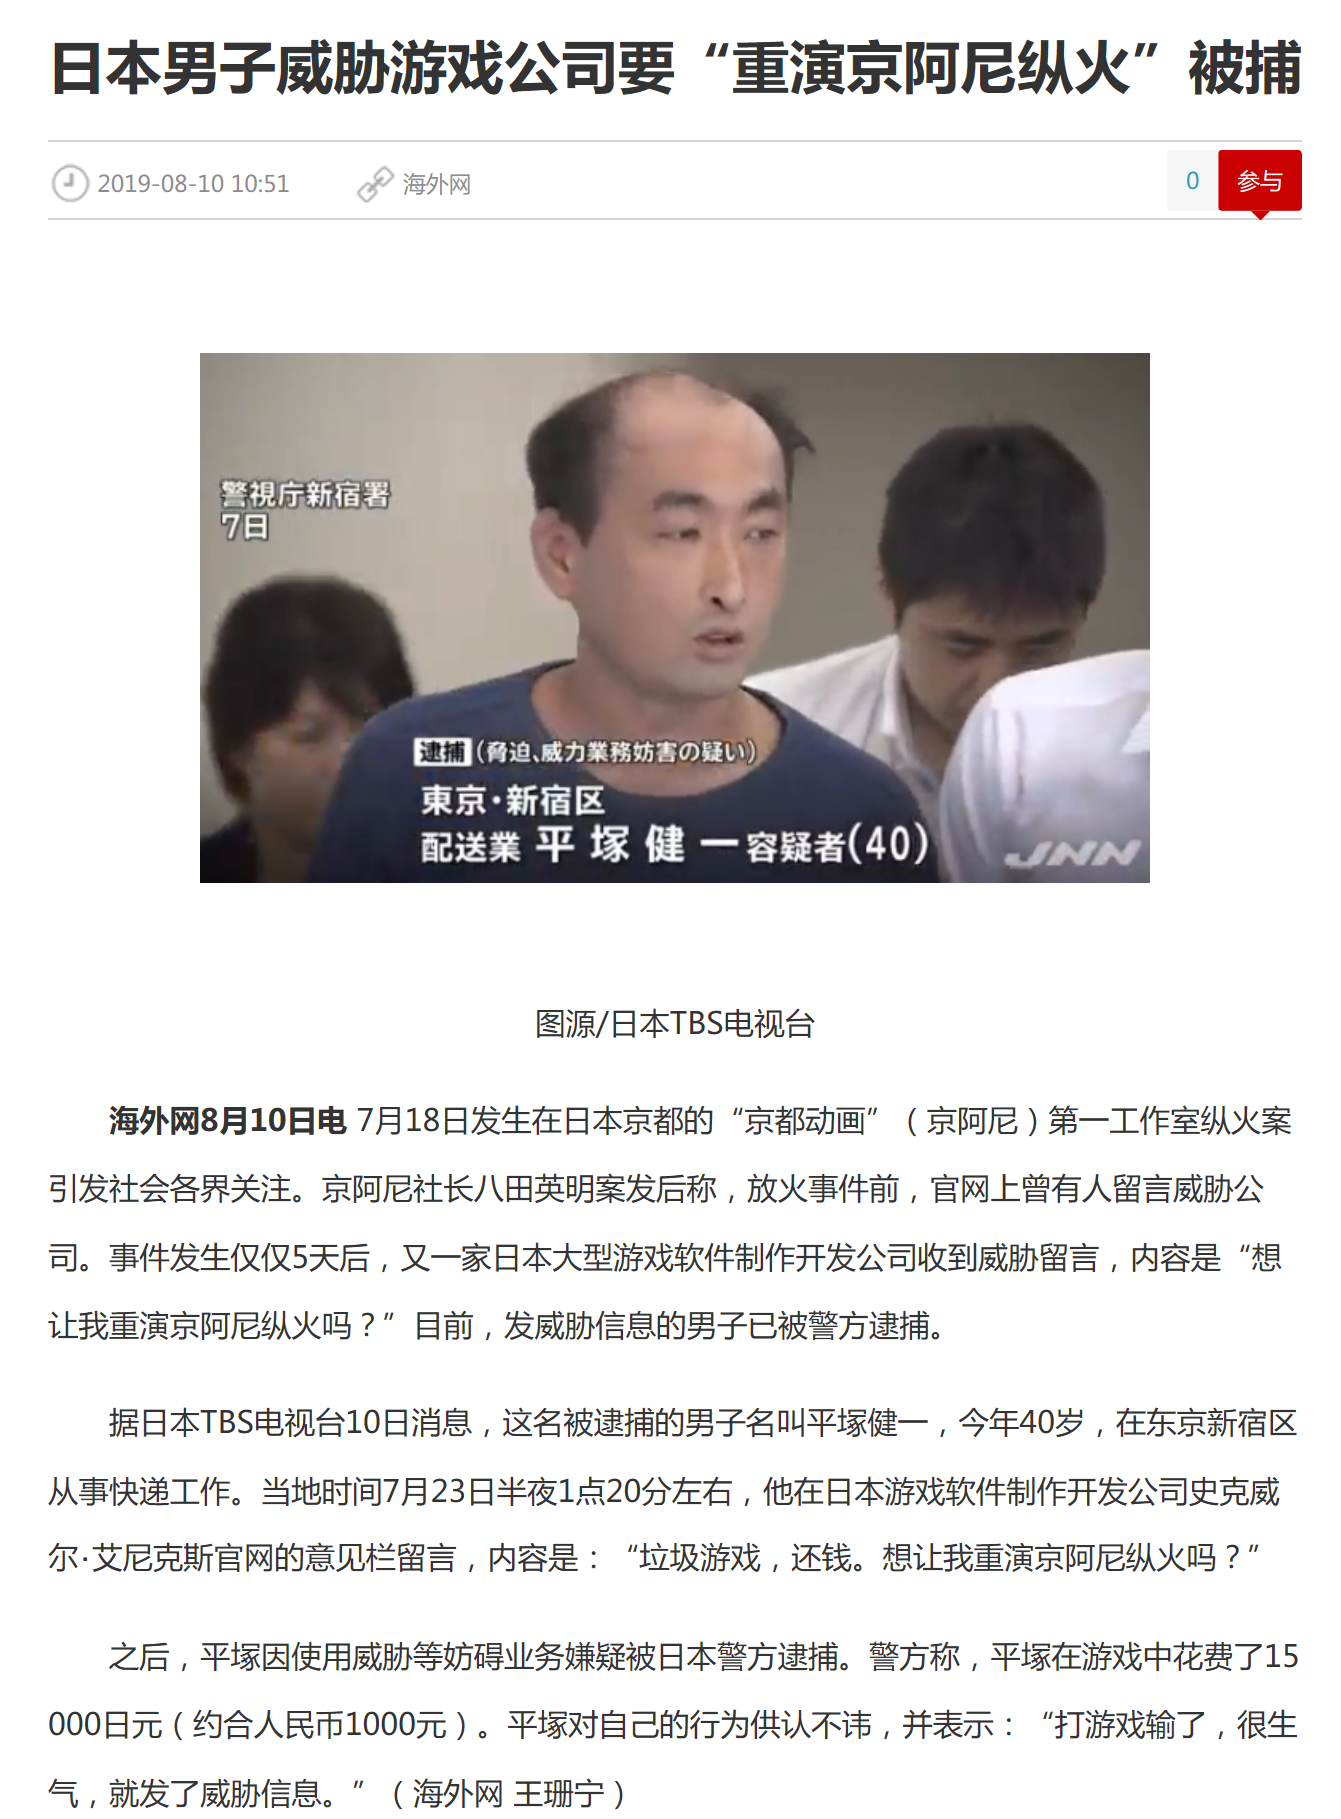 日本男子威胁游戏公司要“重演京阿尼纵火”被捕
2019-08-10 10:51
海外网
0
参与
警視庁新宿署
7日
逮捕(脅迫、威力業務妨害の疑い)
東京・新宿区
配送業 平塚健一容疑者(40)
JNN
图源/日本TBS电视台
海外网8月10日电 7月18日发生在日本京都的“京都动画”（京阿尼）第一工作室纵火案
引发社会各界关注。京阿尼社长八田英明案发后称，放火事件前，官网上曾有人留言威胁公
司。事件发生仅仅5天后，又一家日本大型游戏软件制作开发公司收到威胁留言，内容是“想
让我重演京阿尼纵火吗？”目前，发威胁信息的男子已被警方逮捕。
据日本TBS电视台10日消息，这名被逮捕的男子名叫平塚健一，今年40岁，在东京新宿区
从事快递工作。当地时间7月23日半夜1点20分左右，他在日本游戏软件制作开发公司史克威
尔·艾尼克斯官网的意见栏留言，内容是：“垃圾游戏，还钱。想让我重演京阿尼纵火吗？”
之后，平塚因使用威胁等妨碍业务嫌疑被日本警方逮捕。警方称，平塚在游戏中花费了15
000日元（约合人民币1000元）。平塚对自己的行为供认不讳，并表示：“打游戏输了，很生
气，就发了威胁信息。”（海外网 王珊宁）